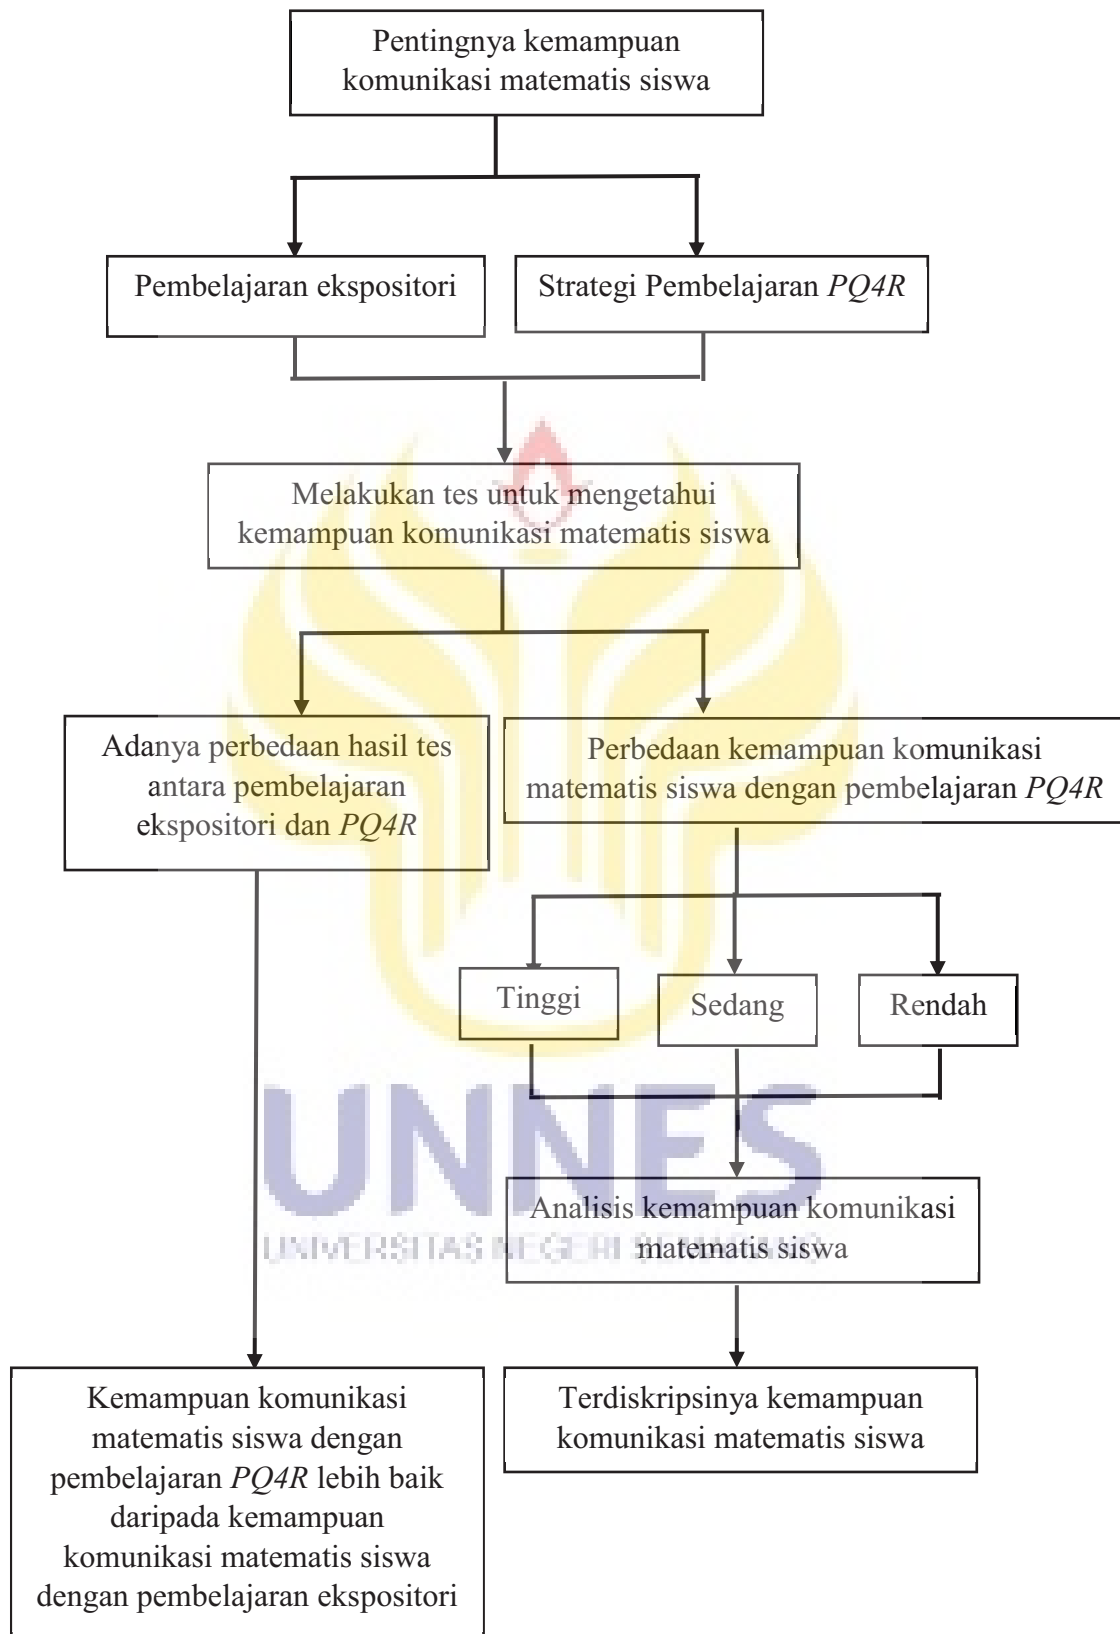 Pentingnya kemampuan
komunikasi matematis siswa
Pembelajaran ekspositori
Strategi Pembelajaran PQ4R
Melakukan tes untuk mengetahui
kemampuan komunikasi matematis siswa
Adanya perbedaan hasil tes
antara pembelajaran
ekspositori dan PQ4R
Perbedaan kemampuan komunikasi
matematis siswa dengan pembelajaran PQ4R
Tinggi
Sedang
Rendah
UNNES
UNIVERSITAS NEGERI SEMARANG
Analisis kemampuan komunikasi
matematis siswa
Kemampuan komunikasi
matematis siswa dengan
pembelajaran PQ4R lebih baik
daripada kemampuan
komunikasi matematis siswa
dengan pembelajaran ekspositori
Terdiskripsinya kemampuan
komunikasi matematis siswa